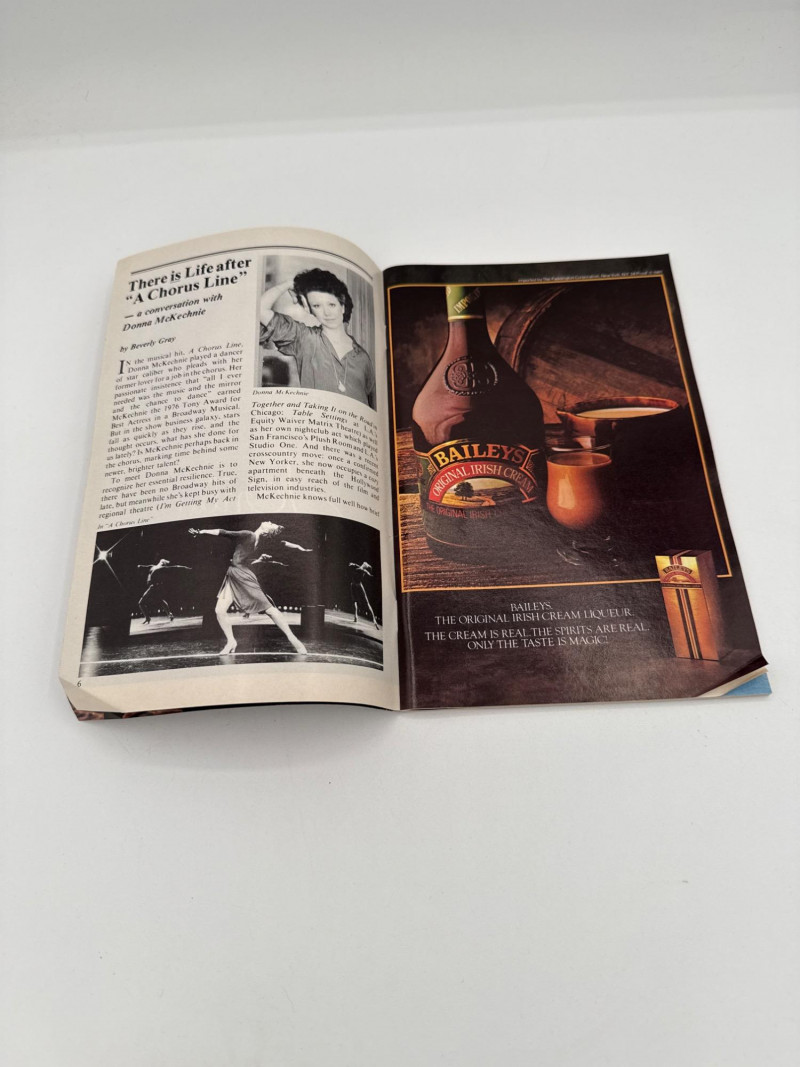 There is Life after
"A Chorus Line"
— a conversation with
Donna McKechnie
by Beverly Gray
IN the musical hit, A Chorus Line,
Donna McKechnie played a dancer
of star caliber who pleads with her
former lover for a job in the chorus. Her
passionate insistence that "all I ever
needed was the music and the mirror
and the chance to dance" earned
McKechnie the 1976 Tony Award for
Best Actress in a Broadway Musical.
But in the show business galaxy, stars
fall as quickly as they rise, and the
thought occurs, what has she done for
us lately? Is McKechnie perhaps back in
the chorus, marking time behind some
newer, brighter talent?
To meet Donna McKechnie is to
recognize her essential resilience. True,
there have been no Broadway hits of
late, but meanwhile she's kept busy with
regional theatre (I'm Getting My Act
Donna McKechnie
Together and Taking It on the Road in
Chicago; Table Settings at L.A.'s
Equity Waiver Matrix Theatre) as well
as her own nightclub act which played
San Francisco's Plush Room and L.A.'s
Studio One. And there was a
crosscountry move: once a confirmed
New Yorker, she now occupies a cozy
apartment beneath the Hollywood
Sign, in easy reach of the film and
television industries.
McKechnie knows full well how brief
In "A Chorus Line"
6
IMPORT
BAILEYS
ORIGINAL IRISH CREAM
THE ORIGINAL IRISH
BAILEYS
BAILEYS.
THE ORIGINAL IRISH CREAM LIQUEUR.
THE CREAM IS REAL. THE SPIRITS ARE REAL.
ONLY THE TASTE IS MAGIC!